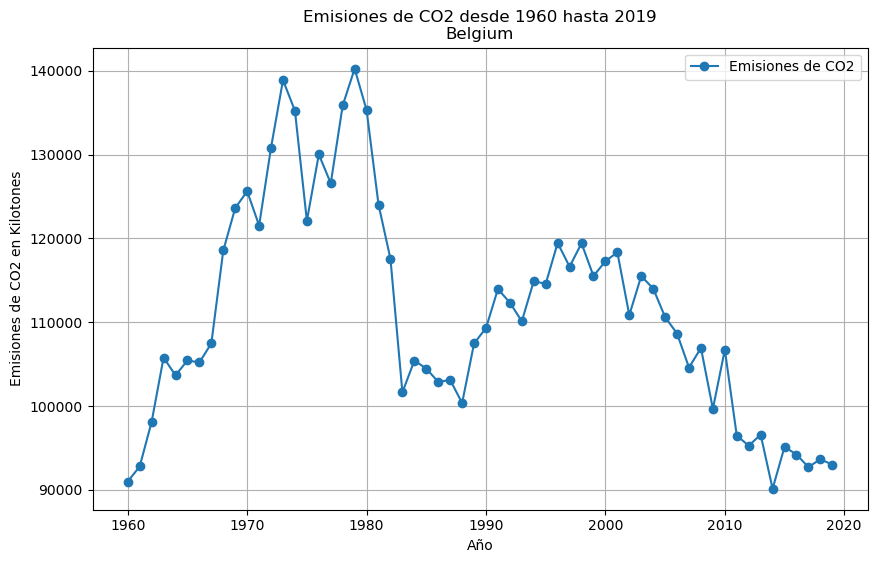 Emisiones de CO2 desde 1960 hasta 2019
Belgium
Emisiones de CO2
140000
130000
120000
110000
100000
90000
Emisiones de CO2 en Kilotones
1960
1970
1980
1990
2000
2010
2020
Año